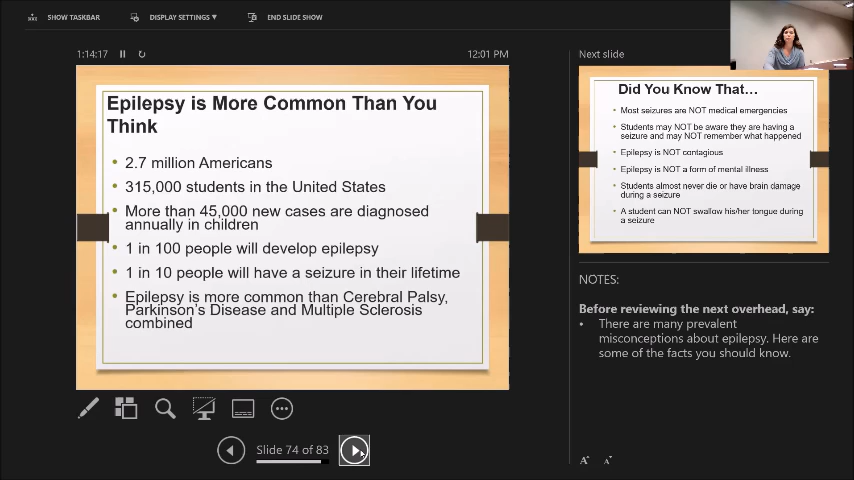 SHOW TASKBAR
DISPLAY SETTINGS ▼
END SLIDE SHOW
1:14:17
12:01 PM
Epilepsy is More Common Than You
Think
• 2.7 million Americans
• 315,000 students in the United States
• More than 45,000 new cases are diagnosed
annually in children
• 1 in 100 people will develop epilepsy
• 1 in 10 people will have a seizure in their lifetime
• Epilepsy is more common than Cerebral Palsy,
Parkinson's Disease and Multiple Sclerosis
combined
Slide 74 of 83
Next slide
Did You Know That...
• Most seizures are NOT medical emergencies
• Students may NOT be aware they are having a
seizure and may NOT remember what happened
• Epilepsy is NOT contagious
• Epilepsy is NOT a form of mental illness
• Students almost never die or have brain damage
during a seizure
• A student can NOT swallow his/her tongue during
a seizure
NOTES:
Before reviewing the next overhead, say:
• There are many prevalent
misconceptions about epilepsy. Here are
some of the facts you should know.
A A